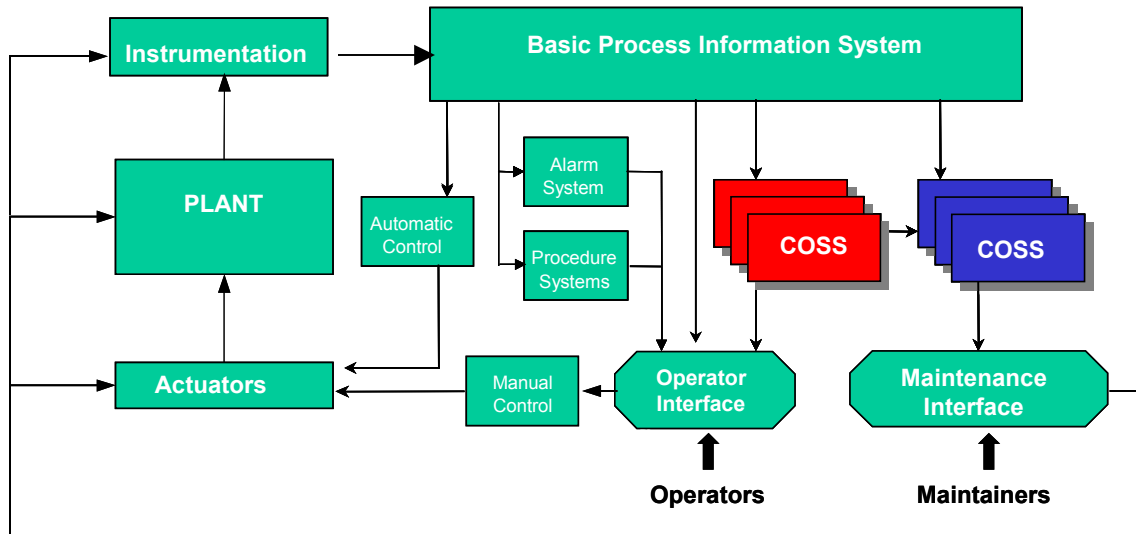 Instrumentation
Basic Process Information System
PLANT
Alarm
System
Automatic
Control
Procedure
Systems
COSS
COSS
Actuators
Manual
Control
Operator
Interface
Maintenance
Interface
Operators
Maintainers